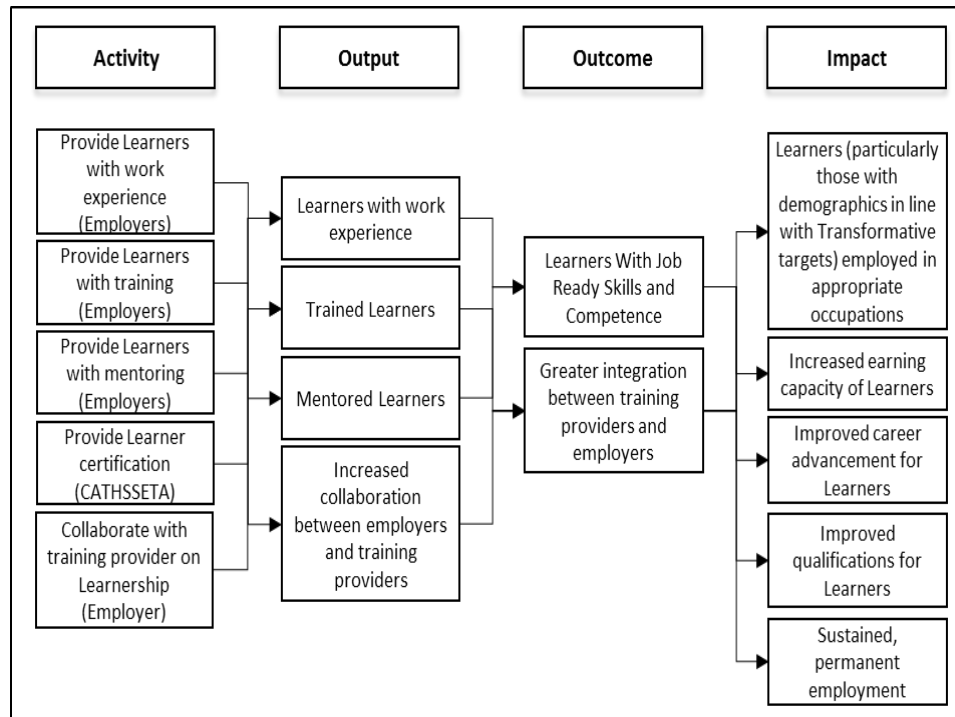 Activity
Output
Outcome
Impact
Provide Learners
with work
experience
(Employers)
Provide Learners
with training
(Employers)
Provide Learners
with mentoring
(Employers)
Provide Learner
certification
(CATHSSETA)
Collaborate with
training provider on
Learnership
(Employer)
Learners with work
experience
Trained Learners
Mentored Learners
Increased
collaboration
between employers
and training
providers
Learners With Job
Ready Skills and
Competence
Greater integration
between training
providers and
employers
Learners (particularly
those with
demographics in line
with Transformative
targets) employed in
appropriate
occupations
Increased earning
capacity of Learners
Improved career
advancement for
Learners
Improved
qualifications for
Learners
Sustained,
permanent
employment